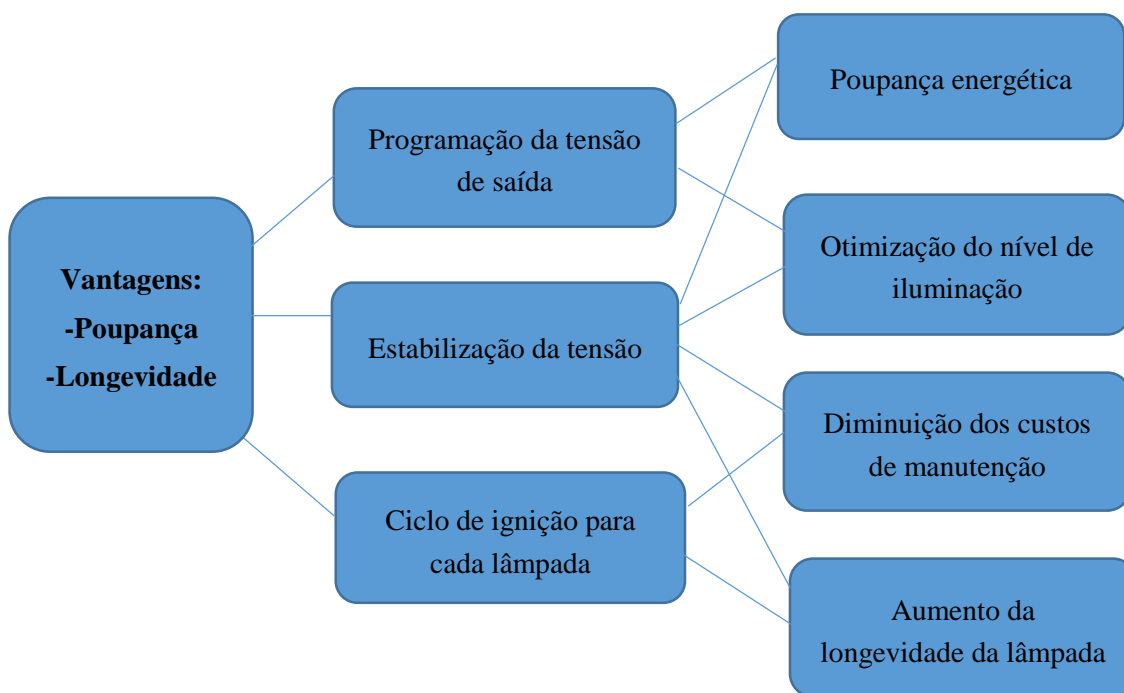 Vantagens:
-Poupança
-Longevidade
Programação da tensão
de saída
Estabilização da tensão
Ciclo de ignição para
cada lâmpada
Poupança energética
Otimização do nível de
iluminação
Diminuição dos custos
de manutenção
Aumento da
longevidade da lâmpada